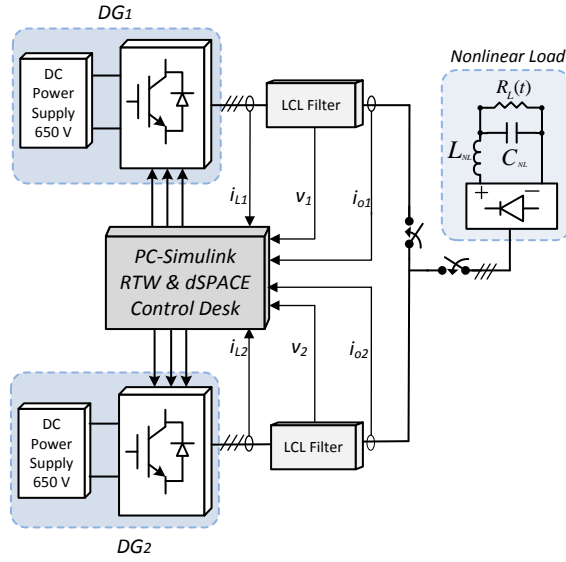 DG1
DC
Power
Supply
650 V
LCL Filter
Nonlinear Load
RL(t)
LNL
CNL
+
−
iL1
v1
io1
PC-Simulink
RTW & dSPACE
Control Desk
iL2
v2
io2
DC
Power
Supply
650 V
LCL Filter
DG2